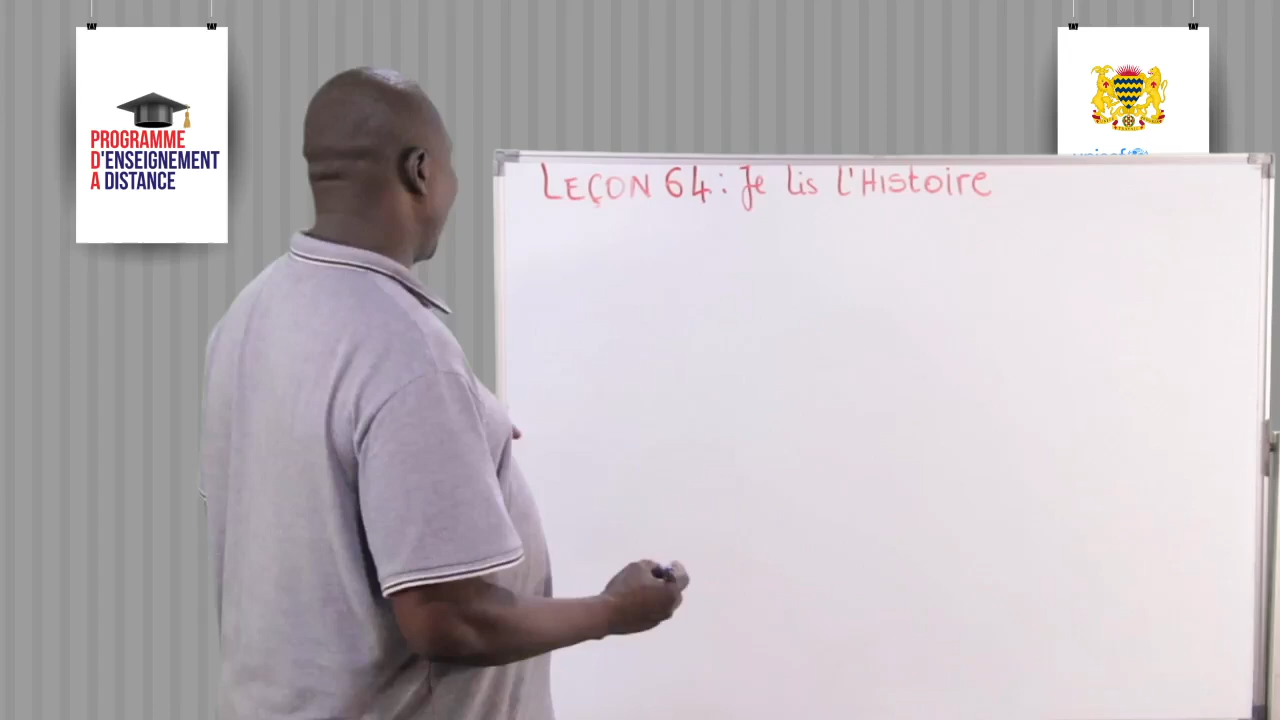 PROGRAMME
D'ENSEIGNEMENT
A DISTANCE
LEÇON 64 : Je lis l'Histoire